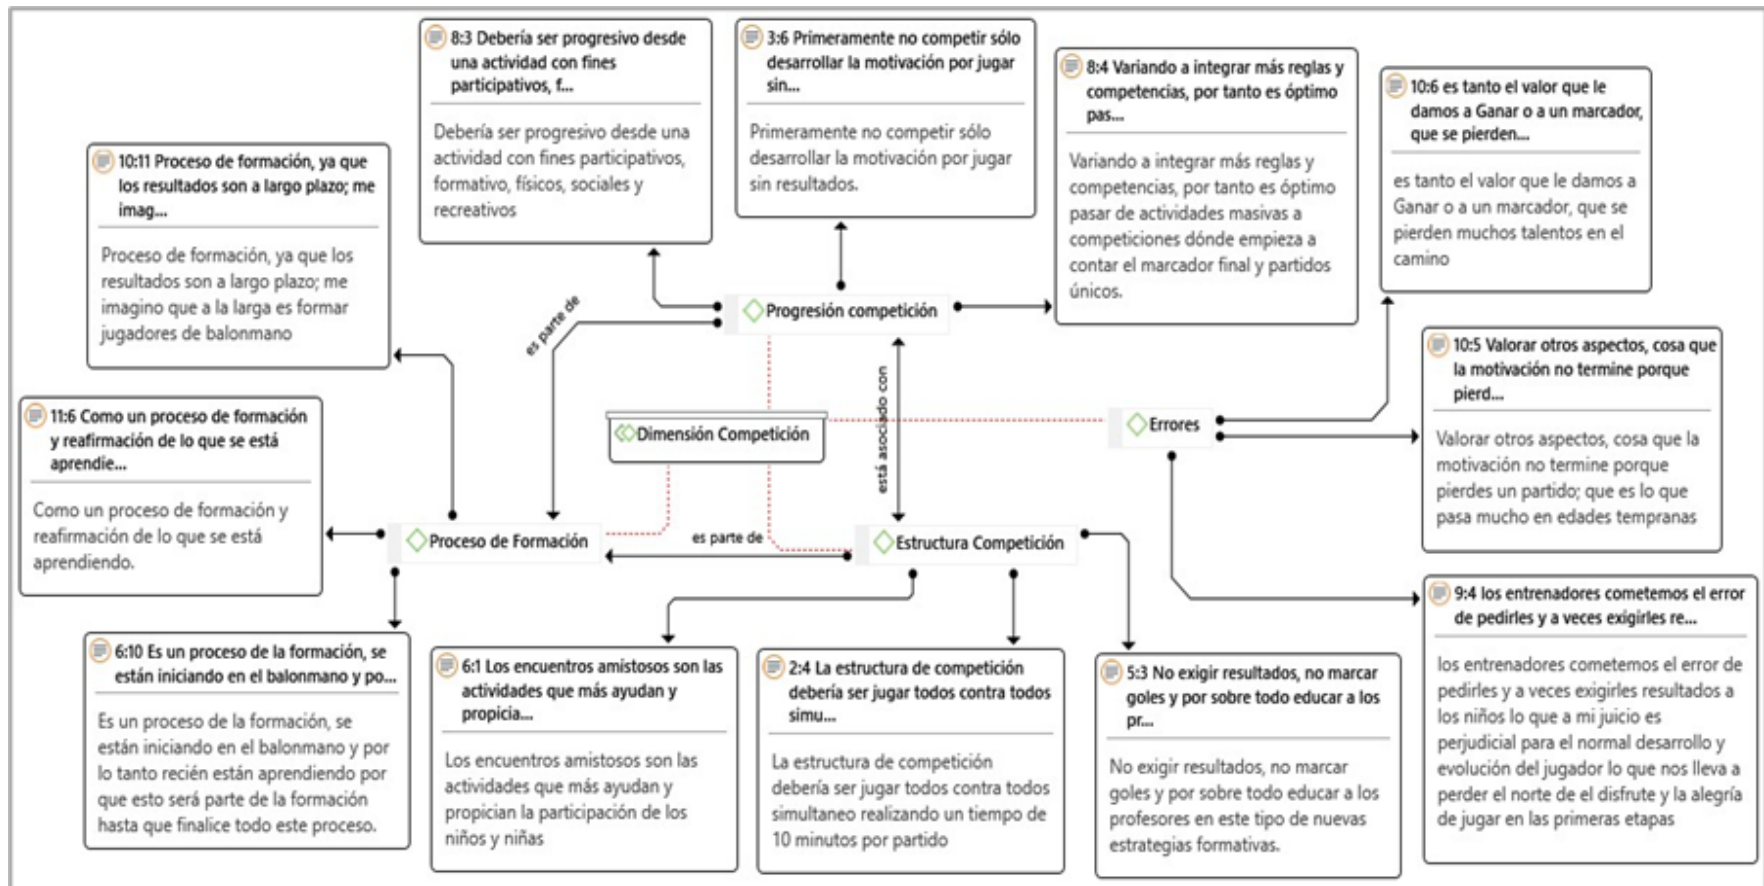 8:3 Debería ser progresivo desde
una actividad con fines
participativos, f...
Debería ser progresivo desde una
actividad con fines participativos,
formativo, físicos, sociales y
recreativos
3:6 Primeramente no competir sólo
desarrollar la motivación por jugar
sin...
Primeramente no competir sólo
desarrollar la motivación por jugar
sin resultados.
8:4 Variando a integrar más reglas y
competencias, por tanto es óptimo
pas...
Variando a integrar más reglas y
competencias, por tanto es óptimo
pasar de actividades masivas a
competiciones dónde empieza a
contar el marcador final y partidos
únicos.
10:6 es tanto el valor que le
damos a Ganar o a un marcador,
que se pierden...
es tanto el valor que le damos a
Ganar o a un marcador, que se
pierden muchos talentos en el
camino
10:11 Proceso de formación, ya que
los resultados son a largo plazo; me
imag...
Proceso de formación, ya que los
resultados son a largo plazo; me
imagino que a la larga es formar
jugadores de balonmano
es parte de
Progresión competición
está asociado con
10:5 Valorar otros aspectos, cosa que
la motivación no termine porque
pierd...
Valorar otros aspectos, cosa que la
motivación no termine porque
pierdes un partido; que es lo que
pasa mucho en edades tempranas
11:6 Como un proceso de formación
y reafirmación de lo que se está
aprendie...
Como un proceso de formación y
reafirmación de lo que se está
aprendiendo.
Dimensión Competición
Errores
Proceso de Formación
es parte de
Estructura Competición
6:10 Es un proceso de la formación, se
están iniciando en el balonmano y po...
Es un proceso de la formación, se
están iniciando en el balonmano y por
lo tanto recién están aprendiendo por
que esto será parte de la formación
hasta que finalice todo este proceso.
6:1 Los encuentros amistosos son las
actividades que más ayudan y
propicia...
Los encuentros amistosos son las
actividades que más ayudan y
propician la participación de los
niños y niñas
2:4 La estructura de competición
debería ser jugar todos contra todos
simu...
La estructura de competición
debería ser jugar todos contra todos
simultaneo realizando un tiempo de
10 minutos por partido
5:3 No exigir resultados, no marcar
goles y por sobre todo educar a los
pr...
No exigir resultados, no marcar
goles y por sobre todo educar a los
profesores en este tipo de nuevas
estrategias formativas.
9:4 los entrenadores cometemos el error
de pedirles y a veces exigirles re...
los entrenadores cometemos el error de
pedirles y a veces exigirles resultados a
los niños lo que a mi juicio es
perjudicial para el normal desarrollo y
evolución del jugador lo que nos lleva a
perder el norte de el disfrute y la alegría
de jugar en las primeras etapas